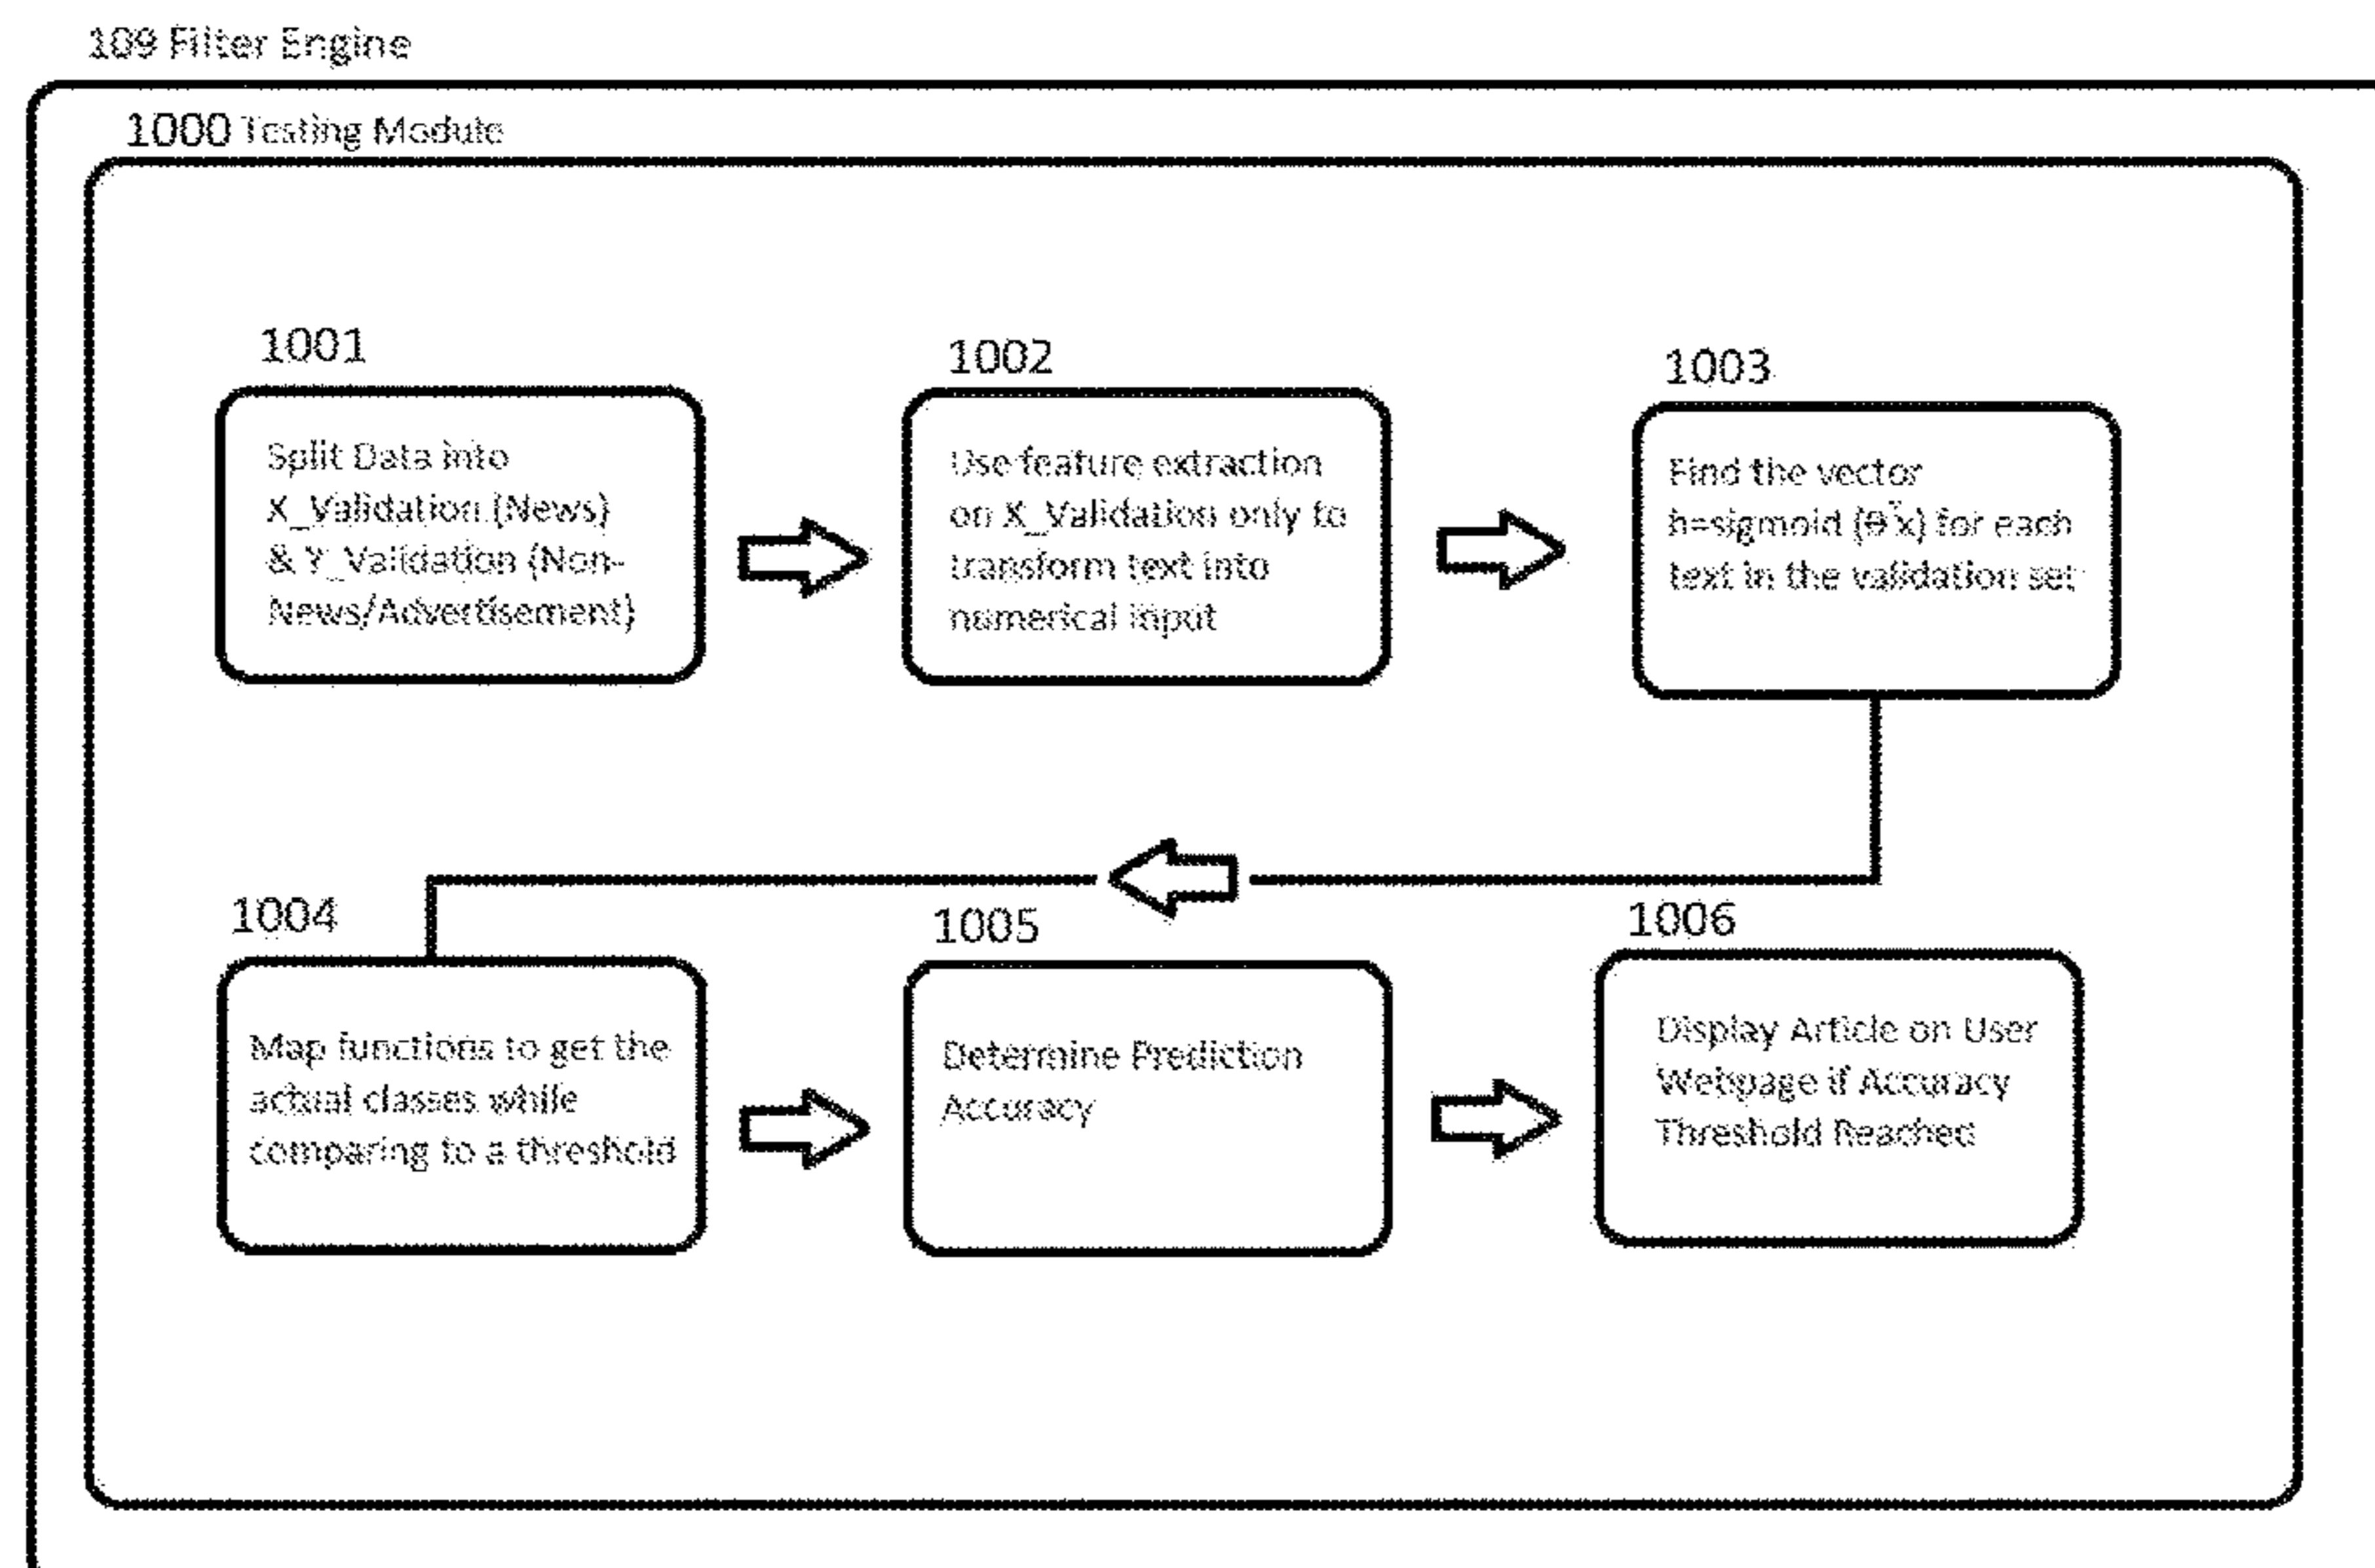 109 Filter Engine
1000 Testing Module
1001
Split Data into
X_Validation (News)
& Y_Validation (Non-
News/Advertisement)
1002
Use feature extraction
on X_Validation only to
transform text into
numerical input
1003
Find the vector
h=sigmoid (θᵀx) for each
text in the validation set
1004
Map functions to get the
actual classes while
comparing to a threshold
1005
Determine Prediction
Accuracy
1006
Display Article on User
Webpage if Accuracy
Threshold Reached